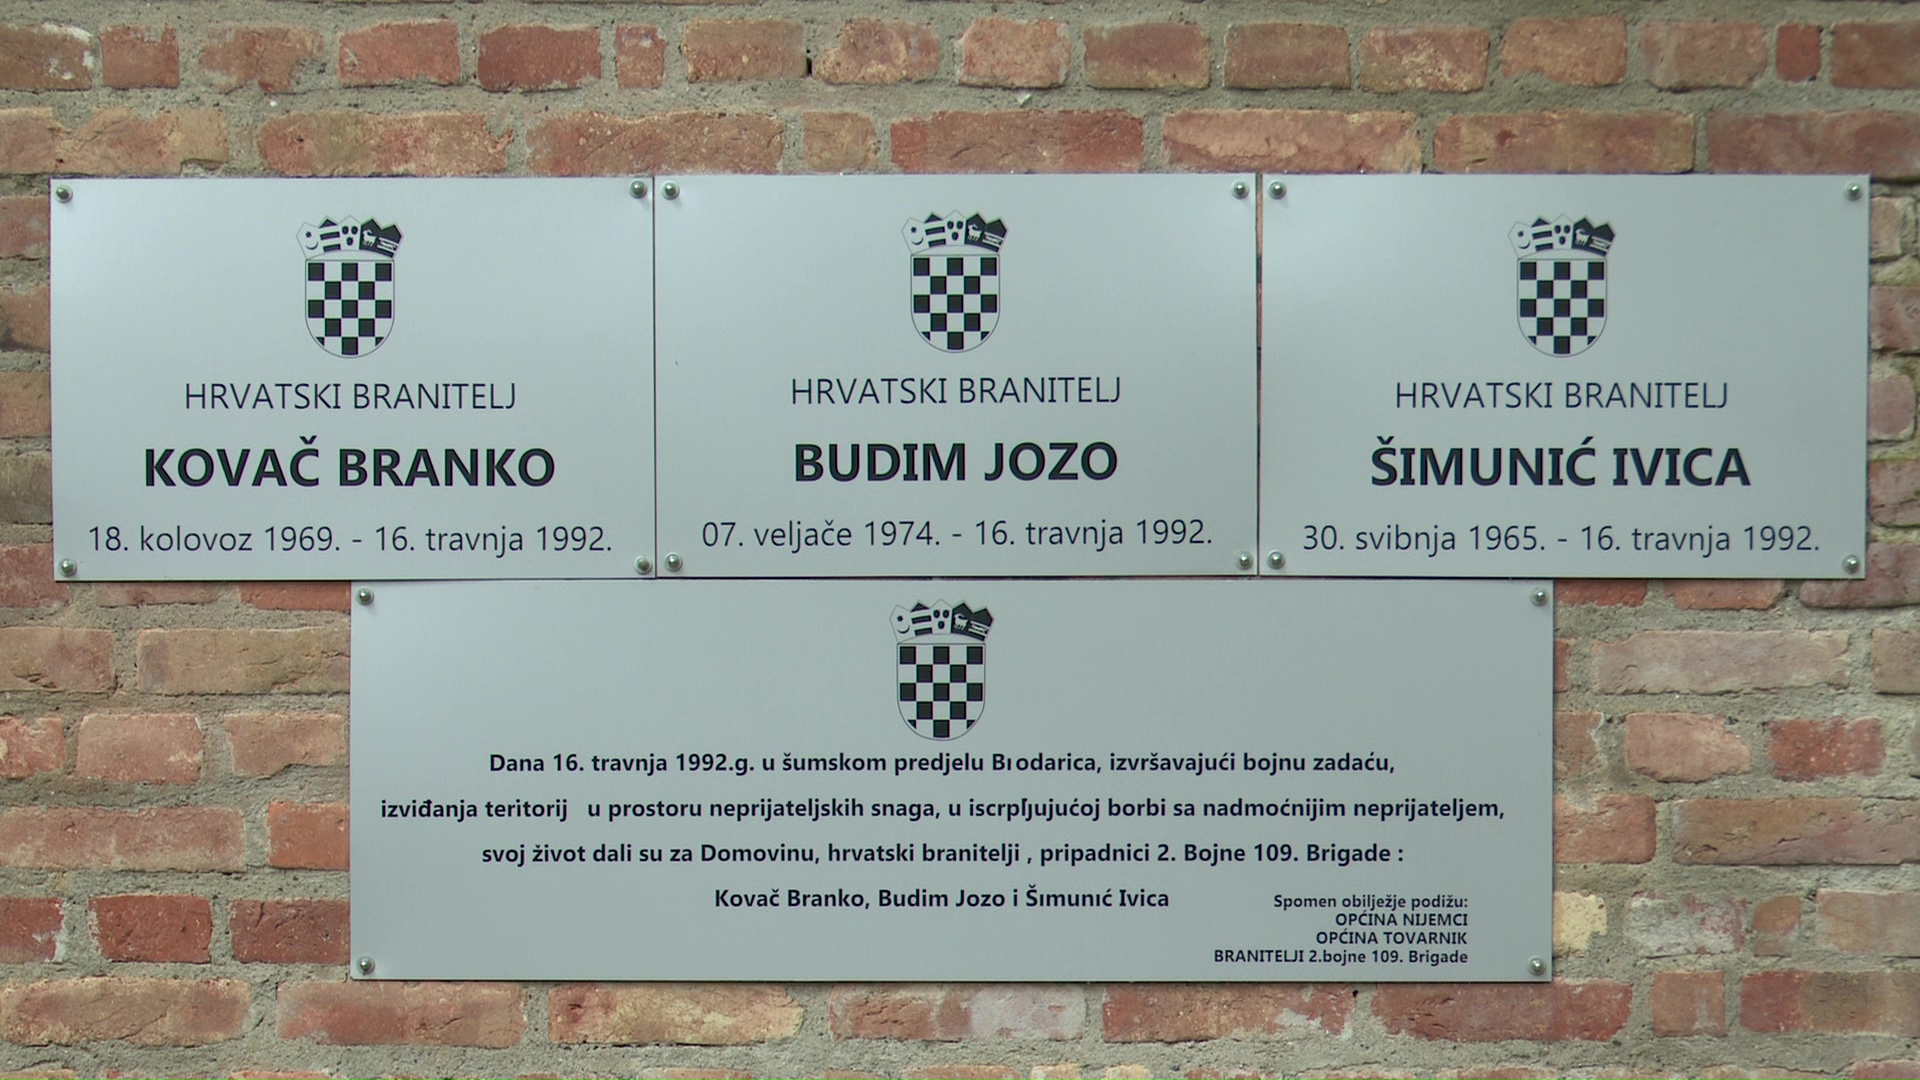 HRVATSKI BRANITELJ
KOVAČ BRANKO
18. kolovoz 1969. - 16. travnja 1992.
HRVATSKI BRANITELJ
BUDIM JOZO
07. veljače 1974. - 16. travnja 1992.
HRVATSKI BRANITELJ
ŠIMUNIĆ IVICA
30. svibnja 1965. - 16. travnja 1992.
Dana 16. travnja 1992.g. u šumskom predjelu Brodarica, izvršavajući bojnu zadaću,
izviđanja teritorij u prostoru neprijateljskih snaga, u iscrpljujućoj borbi sa nadmoćnijim neprijateljem,
svoj život dali su za Domovinu, hrvatski branitelji , pripadnici 2. Bojne 109. Brigade :
Kovač Branko, Budim Jozo i Šimunić Ivica
Spomen obilježje podižu:
OPĆINA NIJEMCI
OPĆINA TOVARNIK
BRANITELJI 2.bojne 109. Brigade